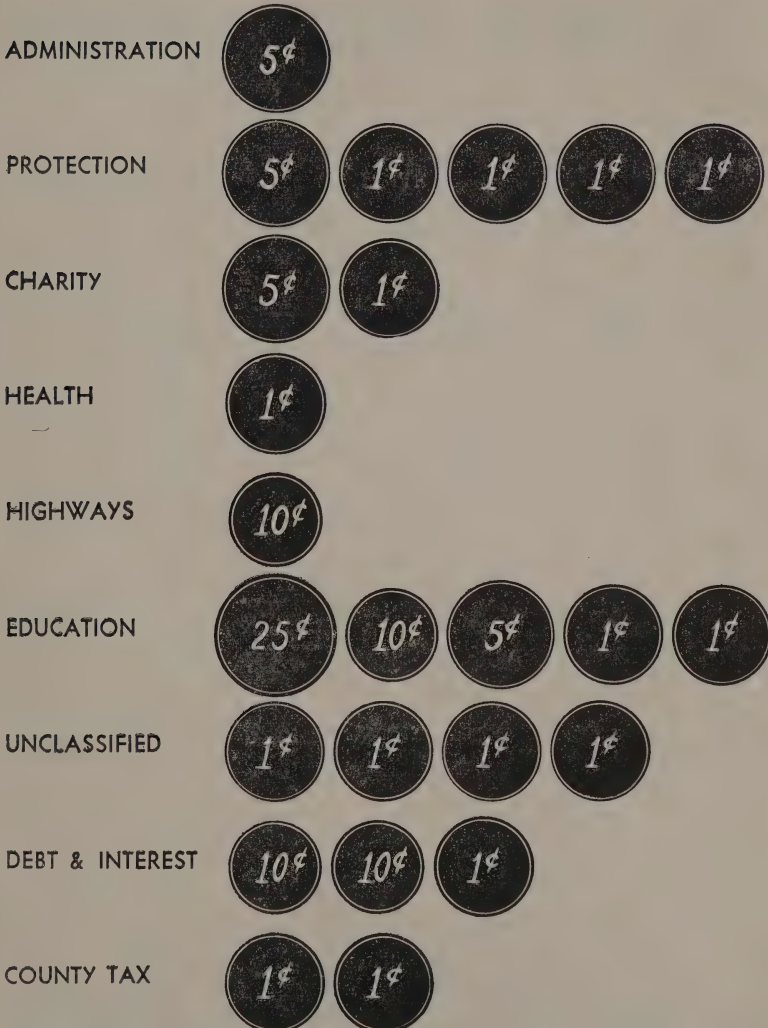 ADMINISTRATION 5¢
PROTECTION 5¢ 1¢ 1¢ 1¢ 1¢
CHARITY 5¢ 1¢
HEALTH 1¢
HIGHWAYS 10¢
EDUCATION 25¢ 10¢ 5¢ 1¢ 1¢
UNCLASSIFIED 1¢ 1¢ 1¢ 1¢
DEBT & INTEREST 10¢ 10¢ 1¢
COUNTY TAX 1¢ 1¢